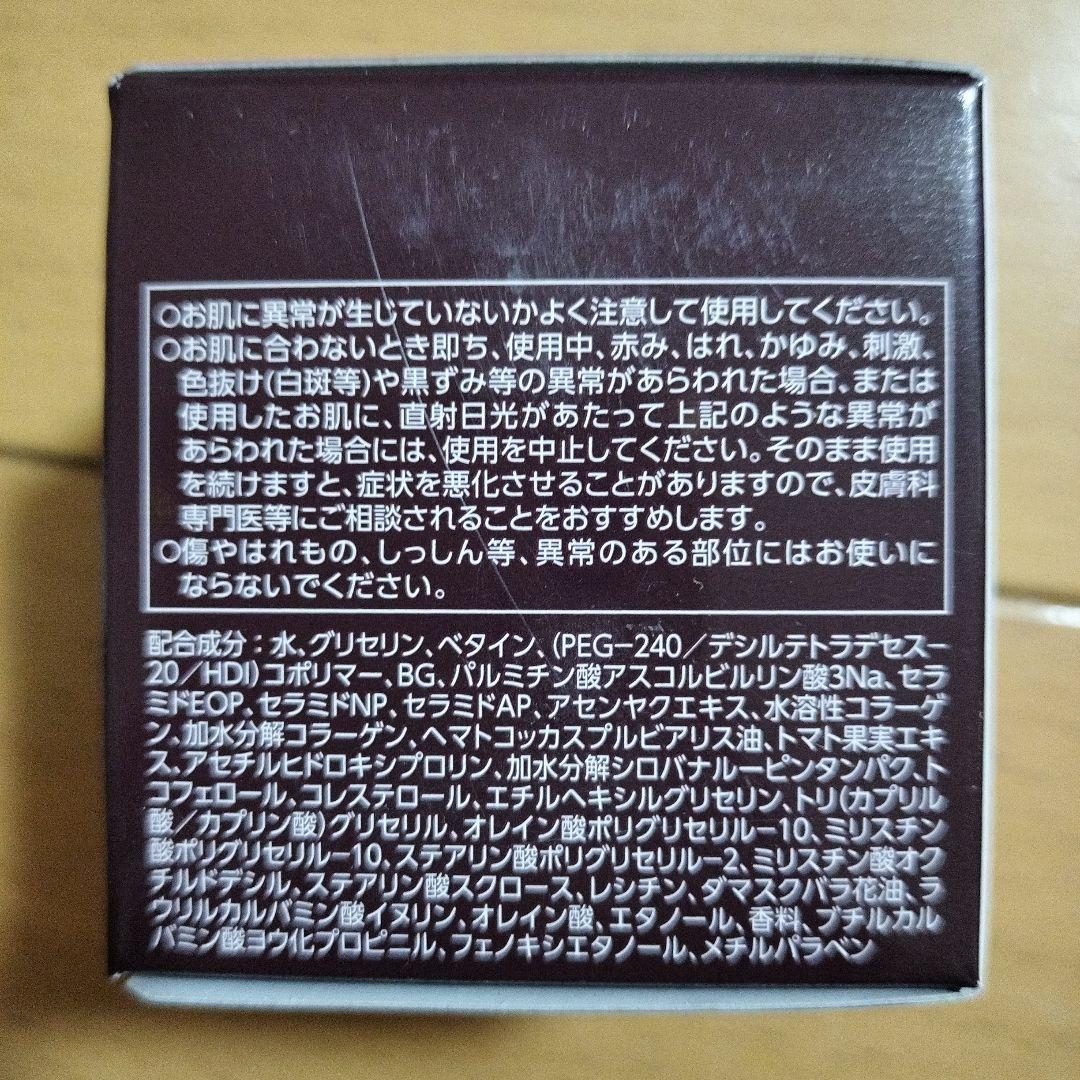 ○お肌に異常が生じていないかよく注意して使用してください。
○お肌に合わないとき即ち、使用中、赤み、はれ、かゆみ、刺激、
色抜け(白斑等)や黒ずみ等の異常があらわれた場合、または
使用したお肌に、直射日光があたって上記のような異常が
あらわれた場合には、使用を中止してください。そのまま使用
を続けますと、症状を悪化させることがありますので、皮膚科
専門医等にご相談されることをおすすめします。
○傷やはれもの、しっしん等、異常のある部位にはお使いに
ならないでください。
配合成分：水、グリセリン、ベタイン、(PEG−240／デシルテトラデセス−
20／HDI)コポリマー、BG、パルミチン酸アスコルビルリン酸3Na、セラ
ミドEOP、セラミドNP、セラミドAP、アセンヤクエキス、水溶性コラーゲ
ン、加水分解コラーゲン、ヘマトコッカスプルビアリス油、トマト果実エキ
ス、アセチルヒドロキシプロリン、加水分解シロバナルーピンタンパク、ト
コフェロール、コレステロール、エチルヘキシルグリセリン、トリ(カプリル
酸／カプリン酸)グリセリル、オレイン酸ポリグリセリル−10、ミリスチン
酸ポリグリセリル−10、ステアリン酸ポリグリセリル−2、ミリスチン酸オク
チルドデシル、ステアリン酸スクロース、レシチン、ダマスクバラ花油、ラ
ウリルカルバミン酸イヌリン、オレイン酸、エタノール、香料、ブチルカル
バミン酸ヨウ化プロピニル、フェノキシエタノール、メチルパラベン